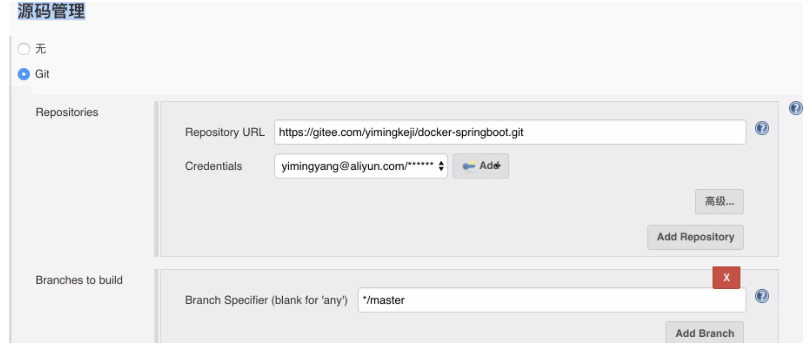 源码管理
无
Git
Repositories
Repository URL https://gitee.com/yimingkeji/docker-springboot.git
Credentials yimingyang@aliyun.com/****** Add
高级...
Add Repository
X
Branches to build
Branch Specifier (blank for 'any') */master
Add Branch